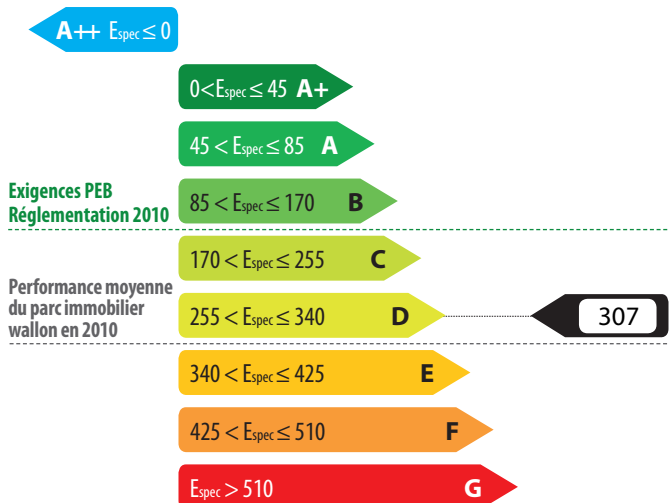 A++ Espec ≤ 0
0 < Espec ≤ 45 A+
45 < Espec ≤ 85 A
Exigences PEB
Réglementation 2010
85 < Espec ≤ 170 B
170 < Espec ≤ 255 C
Performance moyenne
du parc immobilier
wallon en 2010
255 < Espec ≤ 340 D
307
340 < Espec ≤ 425 E
425 < Espec ≤ 510 F
Espec > 510 G